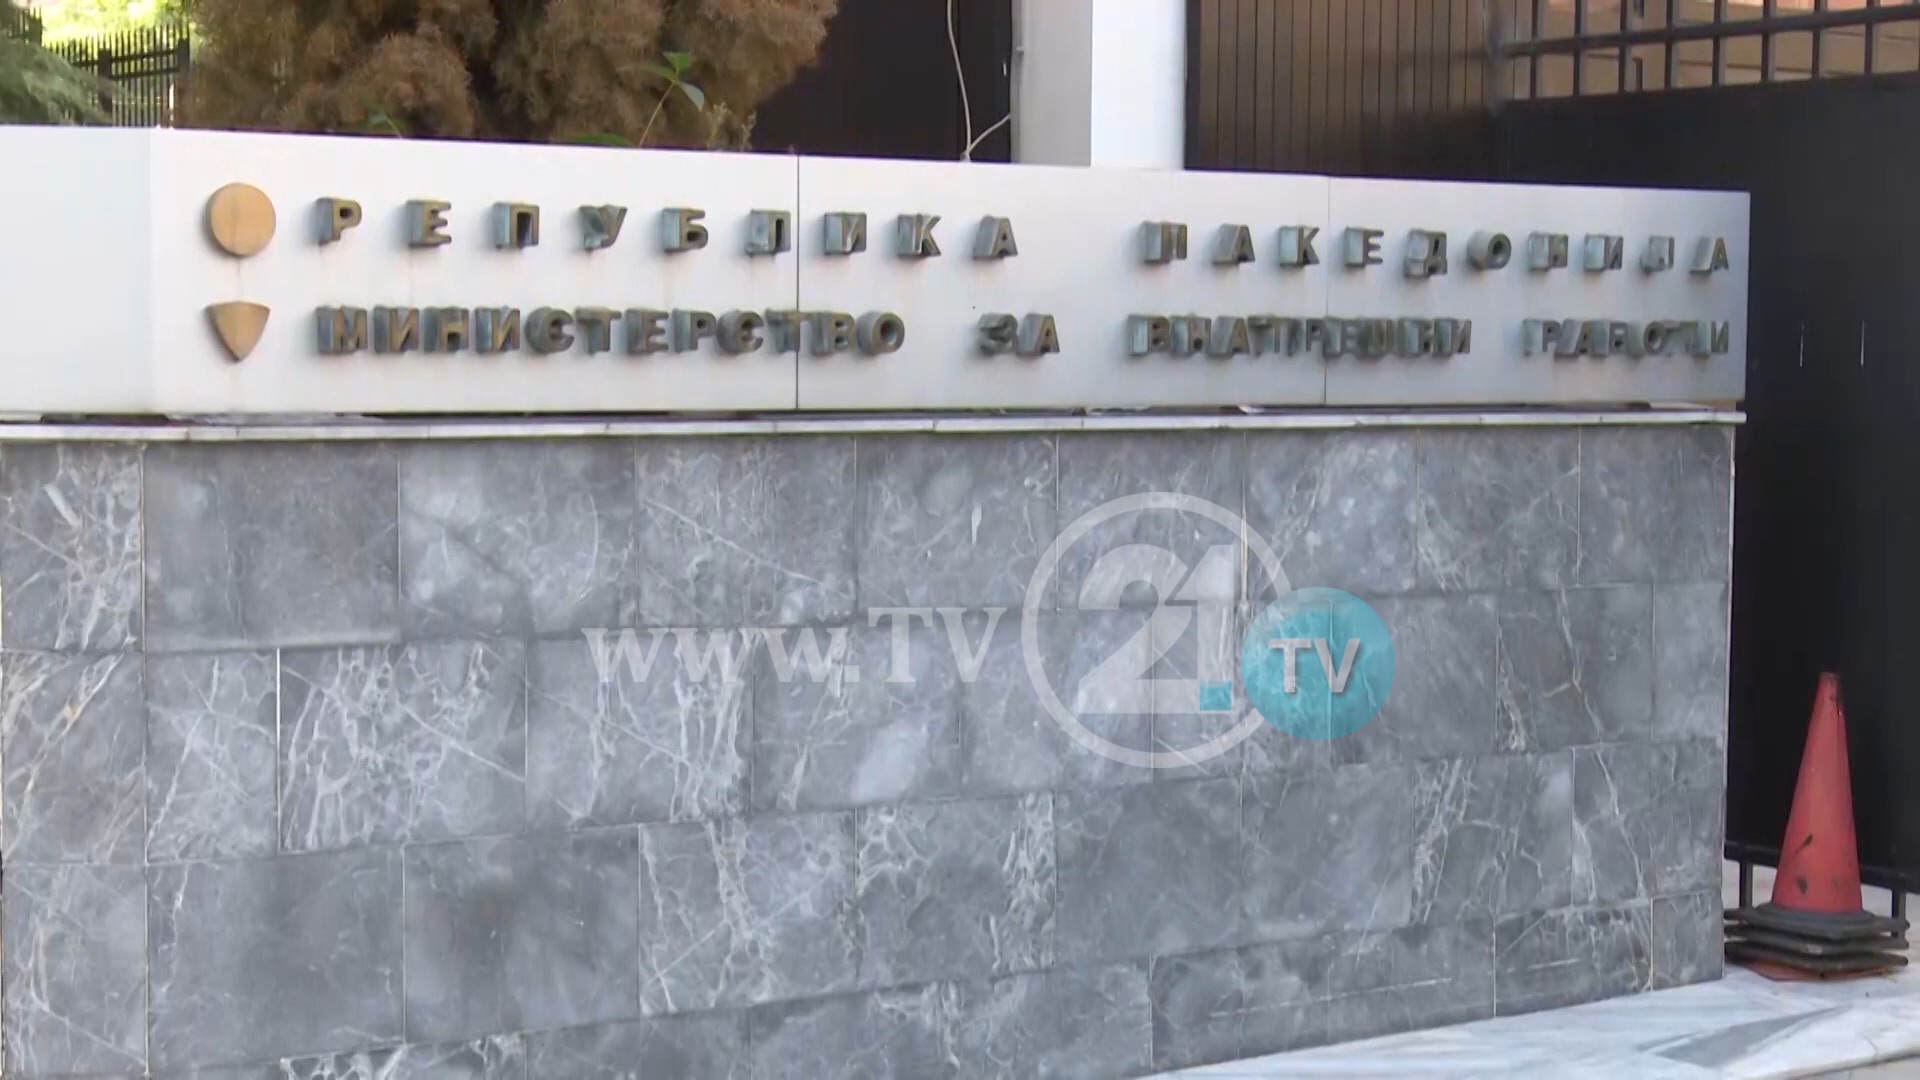 РЕПУБЛИКА МАКЕДОНИЈА
МИНИСТЕРСТВО ЗА ВНАТРЕШНИ РАБОТИ
www.TV21.TV